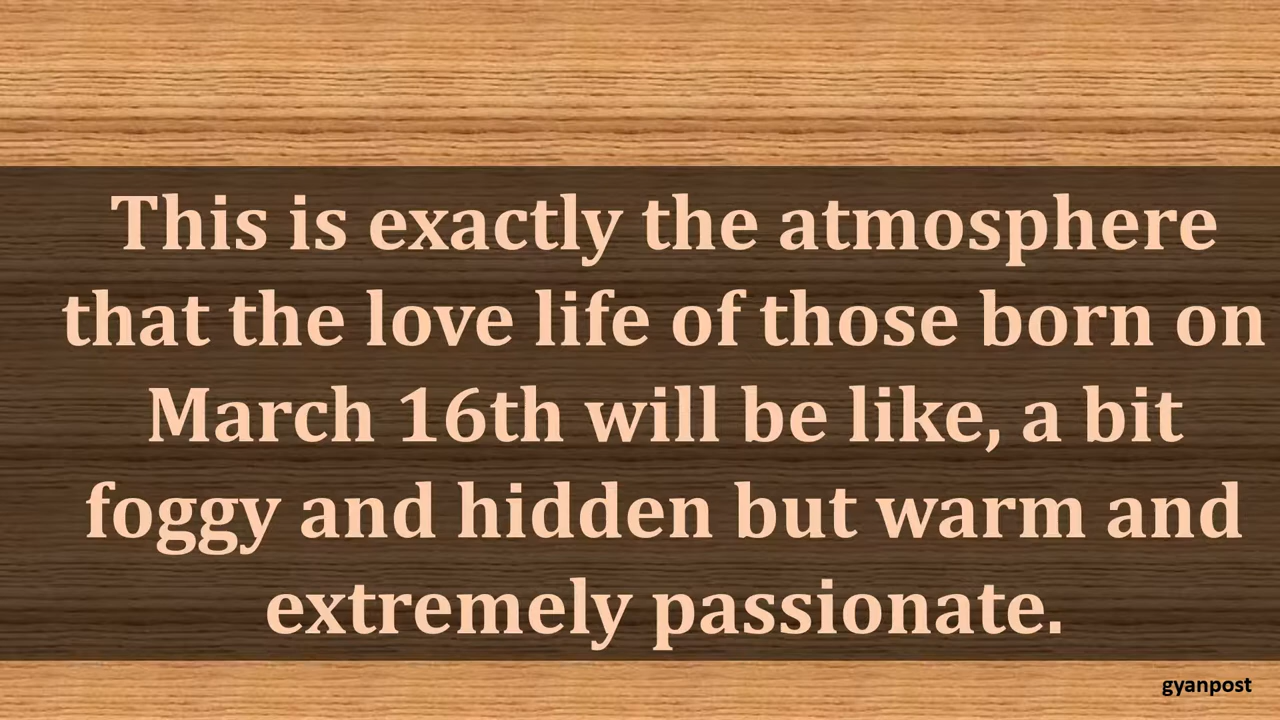 This is exactly the atmosphere
that the love life of those born on
March 16th will be like, a bit
foggy and hidden but warm and
extremely passionate.
gyanpost